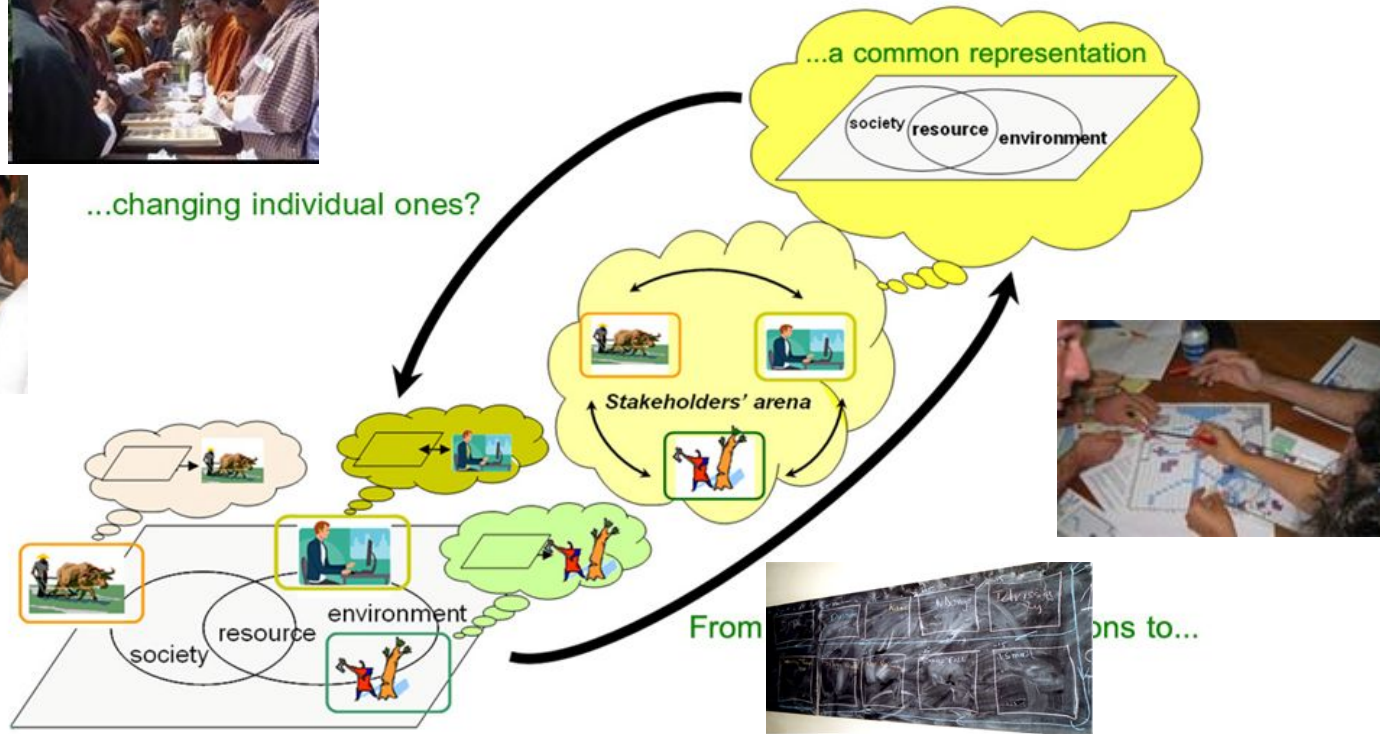 ...a common representation
society
resource
environment
...changing individual ones?
Stakeholders' arena
environment
resource
society
From
ons to...